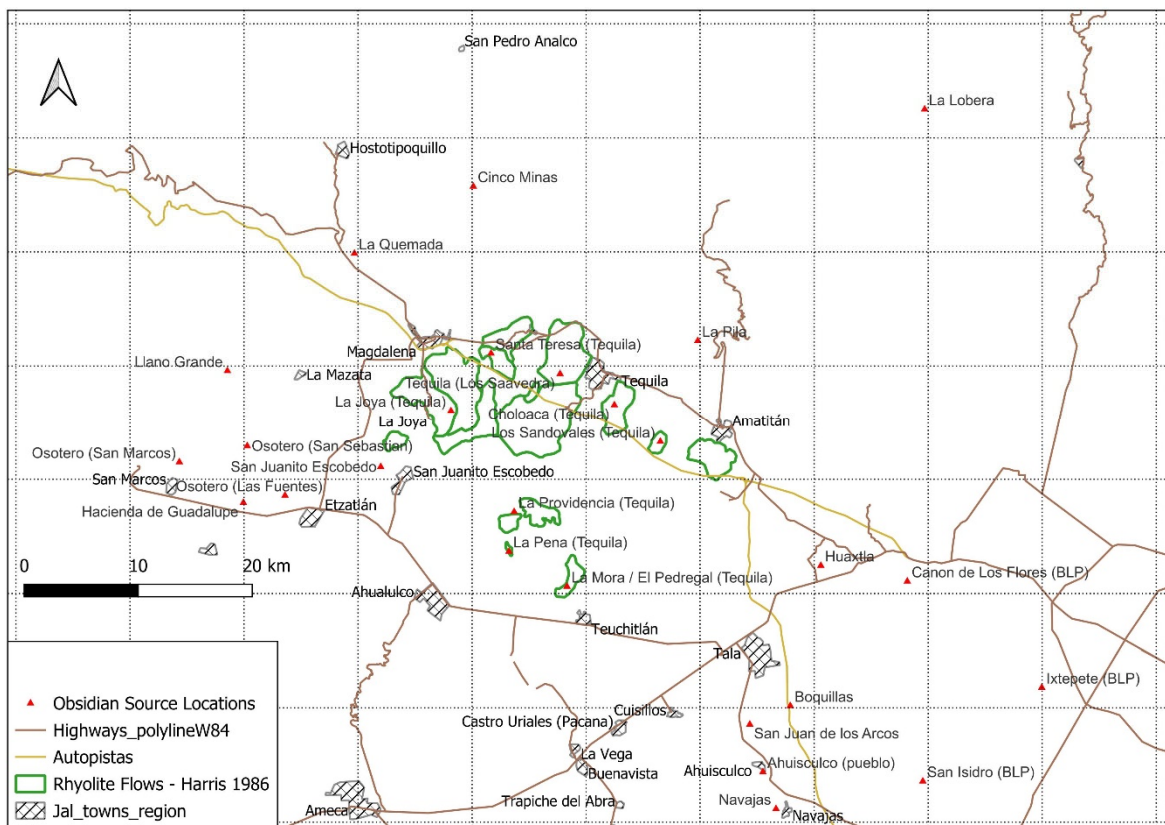 San Pedro Analco
La Lobera
Hostotipoquillo
Cinco Minas
La Quemada
La Pila
Santa Teresa (Tequila)
Magdalena
Llano Grande
La Mazata
Tequila (Los Saavedra)
Tequila
La Joya (Tequila)
Choloaca (Tequila)
La Joya
Los Sandovales (Tequila)
Amatitán
Osotero (San Sebastian)
Osotero (San Marcos)
San Juanito Escobedo
San Juanito Escobedo
San Marcos
Osotero (Las Fuentes)
Etzatlán
Hacienda de Guadalupe
La Providencia (Tequila)
La Pena (Tequila)
Huaxtla
Canon de Los Flores (BLP)
La Mora / El Pedregal (Tequila)
0 10 20 km
Ahualulco
Teuchitlán
Tala
Ixtepete (BLP)
Boquillas
Cuisillos
Castro Uriales (Pacana)
San Juan de los Arcos
La Vega
Buenavista
Ahuisculco
Ahuisculco (pueblo)
San Isidro (BLP)
Trapiche del Abra
Navajas
Navajas
Ameca
Obsidian Source Locations
Highways_polylineW84
Autopistas
Rhyolite Flows - Harris 1986
Jal_towns_region